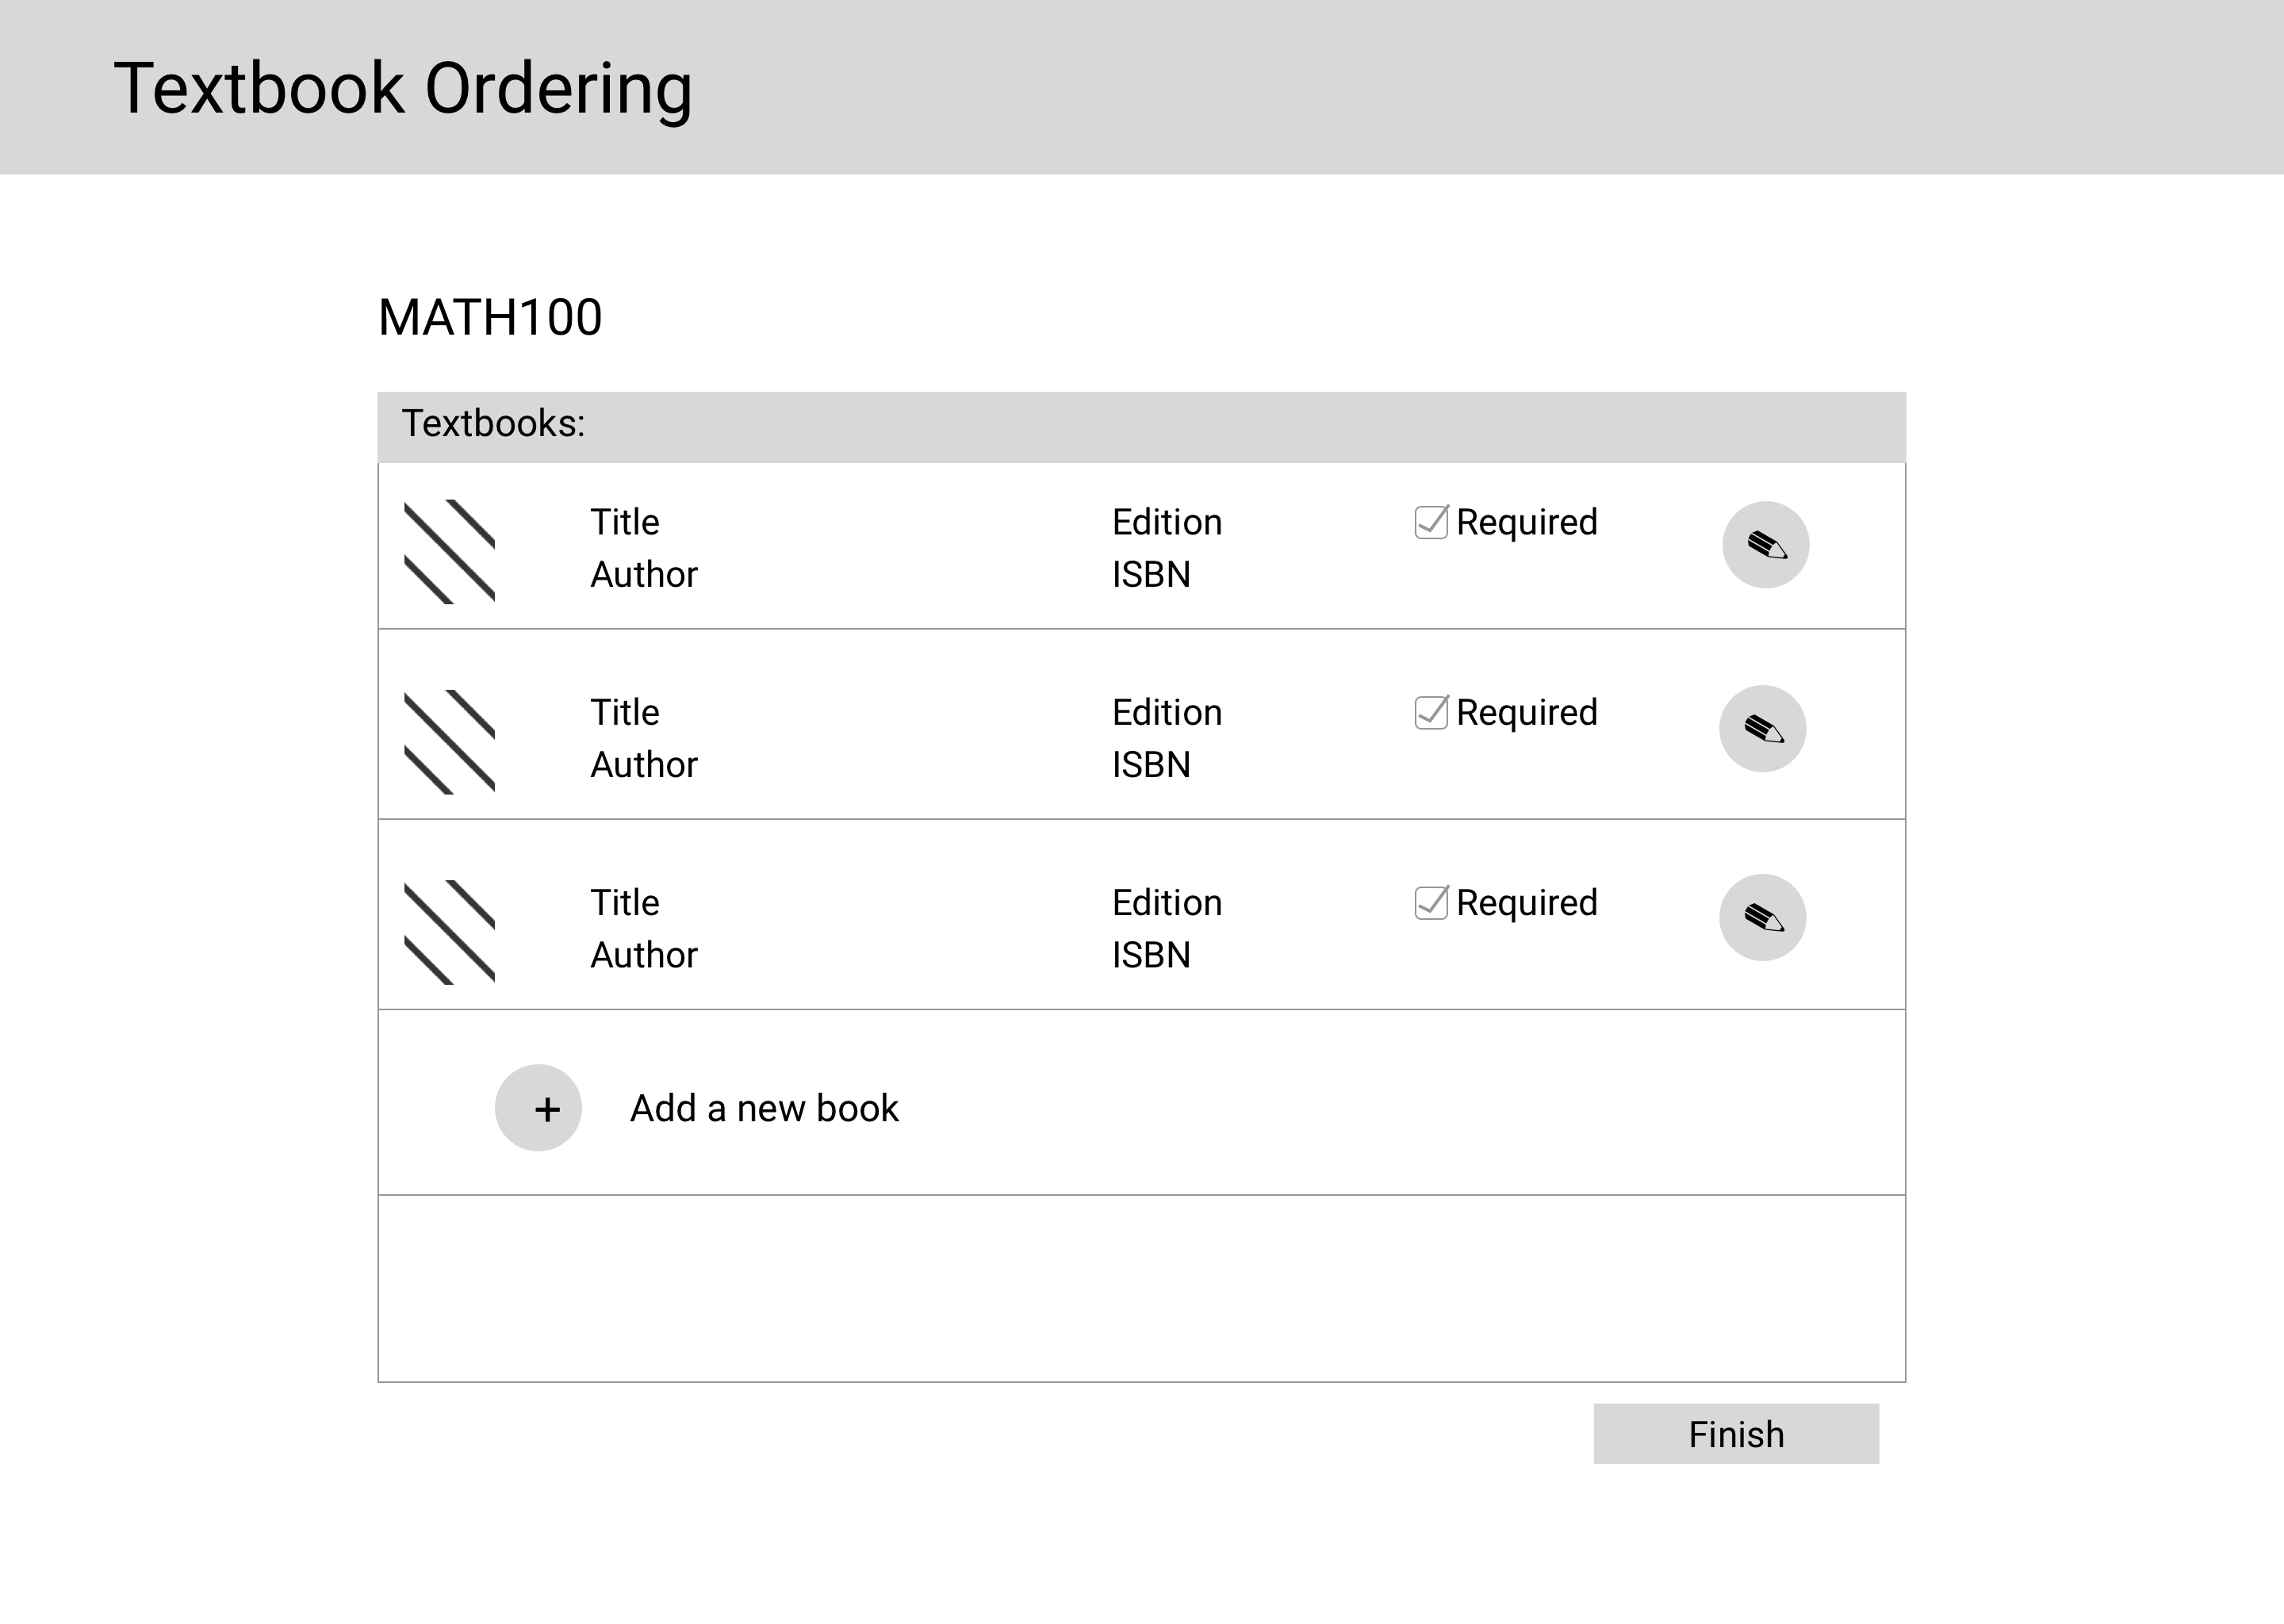 Textbook Ordering
MATH100
Textbooks:
Title Edition Required
Author ISBN
Title Edition Required
Author ISBN
Title Edition Required
Author ISBN
+ Add a new book
Finish